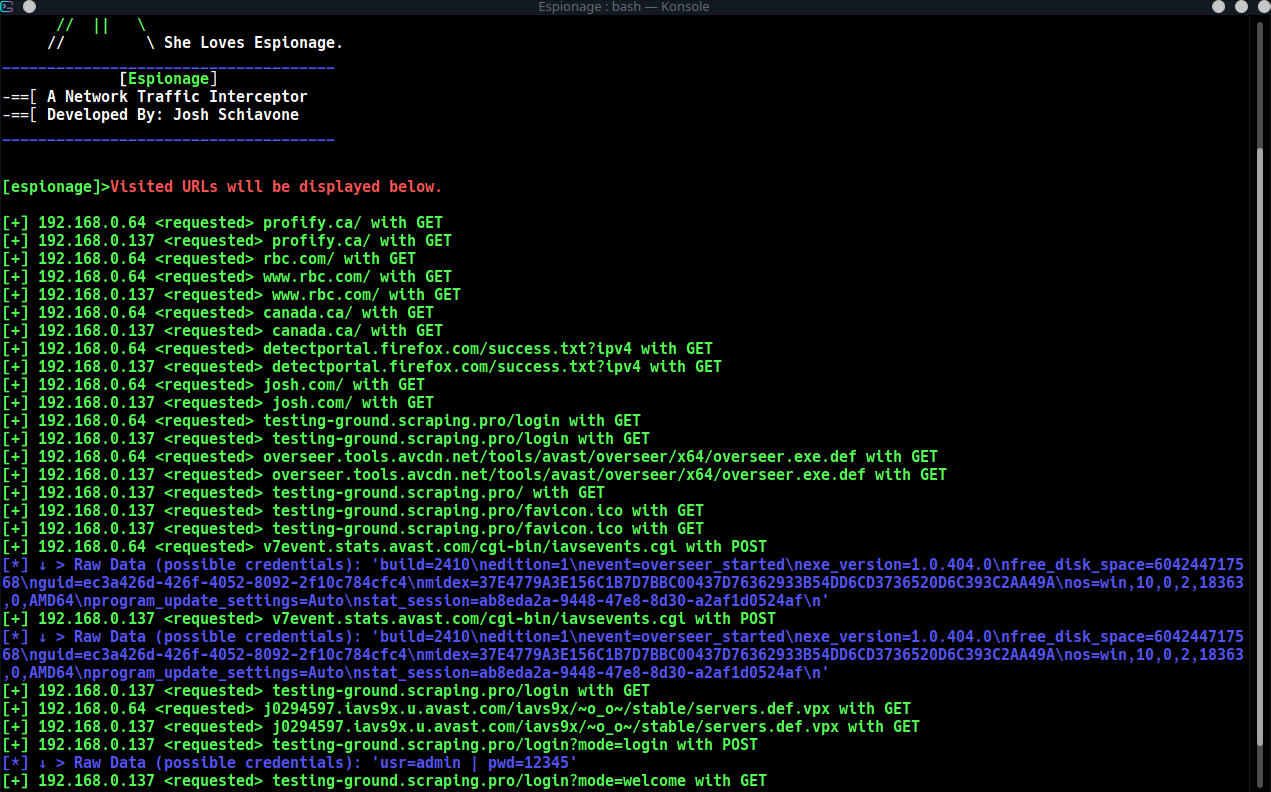 Espionage : bash — Konsole
// || \
// \ She Loves Espionage.
[Espionage]
-==[ A Network Traffic Interceptor
-==[ Developed By: Josh Schiavone
[espionage]>Visited URLs will be displayed below.
[+] 192.168.0.64 <requested> profify.ca/ with GET
[+] 192.168.0.137 <requested> profify.ca/ with GET
[+] 192.168.0.64 <requested> rbc.com/ with GET
[+] 192.168.0.64 <requested> www.rbc.com/ with GET
[+] 192.168.0.137 <requested> www.rbc.com/ with GET
[+] 192.168.0.64 <requested> canada.ca/ with GET
[+] 192.168.0.137 <requested> canada.ca/ with GET
[+] 192.168.0.64 <requested> detectportal.firefox.com/success.txt?ipv4 with GET
[+] 192.168.0.137 <requested> detectportal.firefox.com/success.txt?ipv4 with GET
[+] 192.168.0.64 <requested> josh.com/ with GET
[+] 192.168.0.137 <requested> josh.com/ with GET
[+] 192.168.0.64 <requested> testing-ground.scraping.pro/login with GET
[+] 192.168.0.137 <requested> testing-ground.scraping.pro/login with GET
[+] 192.168.0.64 <requested> overseer.tools.avcdn.net/tools/avast/overseer/x64/overseer.exe.def with GET
[+] 192.168.0.137 <requested> overseer.tools.avcdn.net/tools/avast/overseer/x64/overseer.exe.def with GET
[+] 192.168.0.137 <requested> testing-ground.scraping.pro/ with GET
[+] 192.168.0.137 <requested> testing-ground.scraping.pro/favicon.ico with GET
[+] 192.168.0.137 <requested> testing-ground.scraping.pro/favicon.ico with GET
[+] 192.168.0.64 <requested> v7event.stats.avast.com/cgi-bin/iavsevents.cgi with POST
[*] ↓ > Raw Data (possible credentials): 'build=2410\nedition=1\nevent=overseer_started\nexe_version=1.0.404.0\nfree_disk_space=6042447175
68\nguid=ec3a426d-426f-4052-8092-2f10c784cfc4\nmidex=37E4779A3E156C1B7D7BBC00437D76362933B54DD6CD3736520D6C393C2AA49A\nos=win,10,0,2,18363
,0,AMD64\nprogram_update_settings=Auto\nstat_session=ab8eda2a-9448-47e8-8d30-a2af1d0524af\n'
[+] 192.168.0.137 <requested> v7event.stats.avast.com/cgi-bin/iavsevents.cgi with POST
[*] ↓ > Raw Data (possible credentials): 'build=2410\nedition=1\nevent=overseer_started\nexe_version=1.0.404.0\nfree_disk_space=6042447175
68\nguid=ec3a426d-426f-4052-8092-2f10c784cfc4\nmidex=37E4779A3E156C1B7D7BBC00437D76362933B54DD6CD3736520D6C393C2AA49A\nos=win,10,0,2,18363
,0,AMD64\nprogram_update_settings=Auto\nstat_session=ab8eda2a-9448-47e8-8d30-a2af1d0524af\n'
[+] 192.168.0.137 <requested> testing-ground.scraping.pro/login with GET
[+] 192.168.0.64 <requested> j0294597.iavs9x.u.avast.com/iavs9x/~o_o~/stable/servers.def.vpx with GET
[+] 192.168.0.137 <requested> j0294597.iavs9x.u.avast.com/iavs9x/~o_o~/stable/servers.def.vpx with GET
[+] 192.168.0.137 <requested> testing-ground.scraping.pro/login?mode=login with POST
[*] ↓ > Raw Data (possible credentials): 'usr=admin | pwd=12345'
[+] 192.168.0.137 <requested> testing-ground.scraping.pro/login?mode=welcome with GET